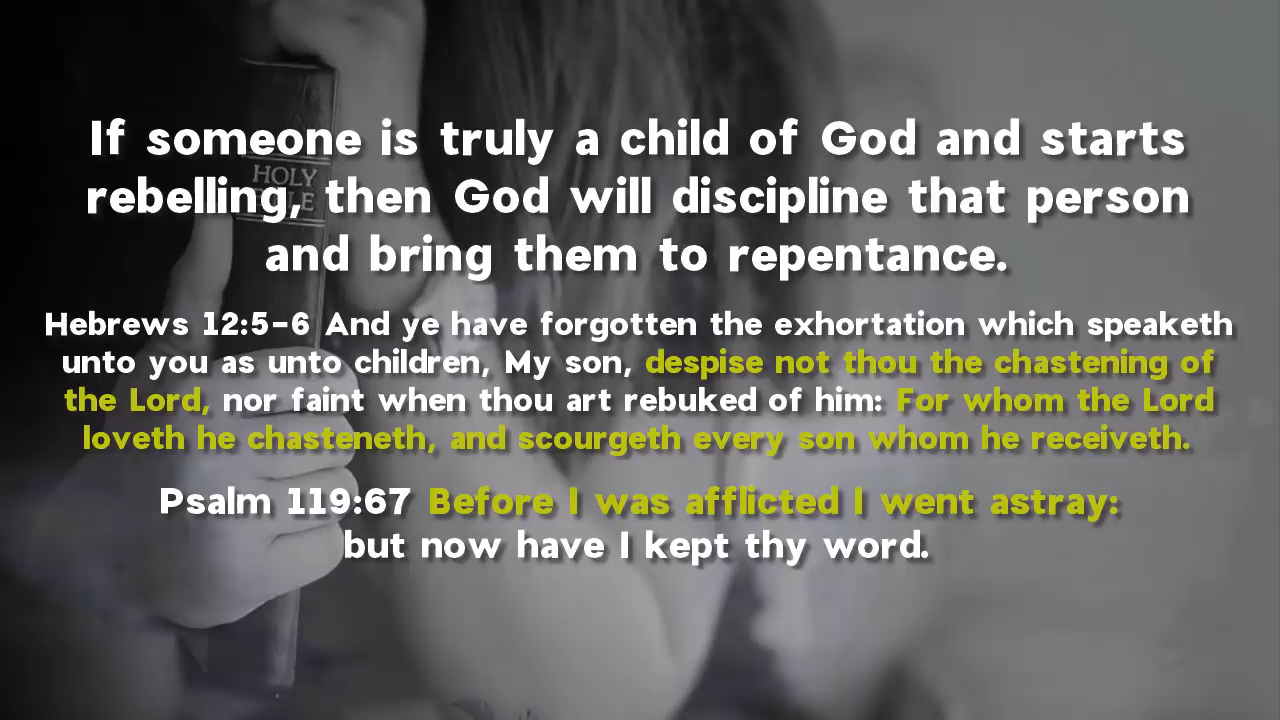 If someone is truly a child of God and starts
rebelling, then God will discipline that person
and bring them to repentance.
Hebrews 12:5-6 And ye have forgotten the exhortation which speaketh
unto you as unto children, My son, despise not thou the chastening of
the Lord, nor faint when thou art rebuked of him: For whom the Lord
loveth he chasteneth, and scourgeth every son whom he receiveth.
Psalm 119:67 Before I was afflicted I went astray:
but now have I kept thy word.
HOLY